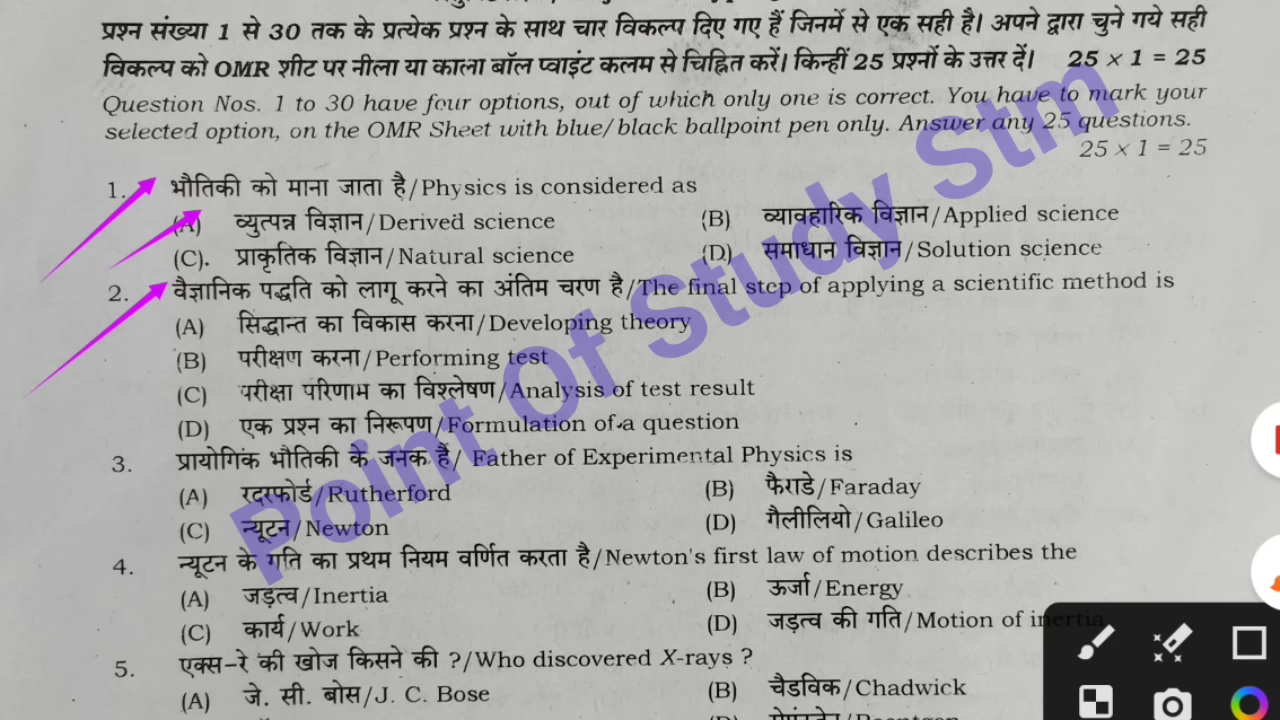 प्रश्न संख्या 1 से 30 तक के प्रत्येक प्रश्न के साथ चार विकल्प दिए गए हैं जिनमें से एक सही है। अपने द्वारा चुने गये सही
विकल्प को OMR शीट पर नीला या काला बॉल प्वाइंट कलम से चिह्नित करें। किन्हीं 25 प्रश्नों के उत्तर दें। 25 × 1 = 25
Question Nos. 1 to 30 have four options, out of which only one is correct. You have to mark your
selected option, on the OMR Sheet with blue/black ballpoint pen only. Answer any 25 questions.
25 × 1 = 25
1. भौतिकी को माना जाता है/Physics is considered as
(A) व्युत्पन्न विज्ञान/Derived science (B) व्यावहारिक विज्ञान/Applied science
(C). प्राकृतिक विज्ञान/Natural science (D) समाधान विज्ञान/Solution science
2. वैज्ञानिक पद्धति को लागू करने का अंतिम चरण है/The final step of applying a scientific method is
(A) सिद्धान्त का विकास करना/Developing theory
(B) परीक्षण करना/Performing test
(C) परीक्षा परिणाम का विश्लेषण/Analysis of test result
(D) एक प्रश्न का निरूपण/Formulation of a question
3. प्रायोगिक भौतिकी के जनक हैं/ Father of Experimental Physics is
(A) रदरफोर्ड/Rutherford (B) फैराडे/Faraday
(C) न्यूटन/Newton (D) गैलीलियो/Galileo
4. न्यूटन के गति का प्रथम नियम वर्णित करता है/Newton's first law of motion describes the
(A) जड़त्व/Inertia (B) ऊर्जा/Energy
(C) कार्य/Work (D) जड़त्व की गति/Motion of inertia
5. एक्स-रे की खोज किसने की ?/Who discovered X-rays ?
(A) जे. सी. बोस/J. C. Bose (B) चैडविक/Chadwick
Point Of Study Stm